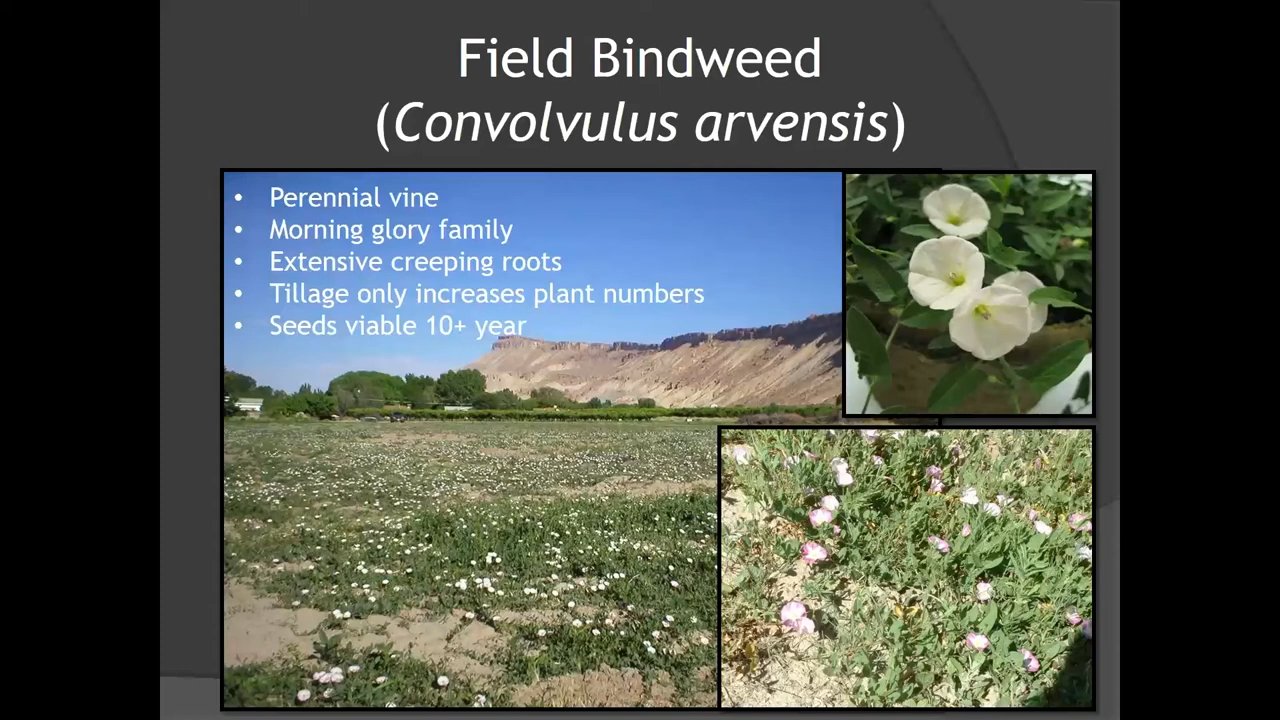 Field Bindweed
(Convolvulus arvensis)
• Perennial vine
• Morning glory family
• Extensive creeping roots
• Tillage only increases plant numbers
• Seeds viable 10+ year